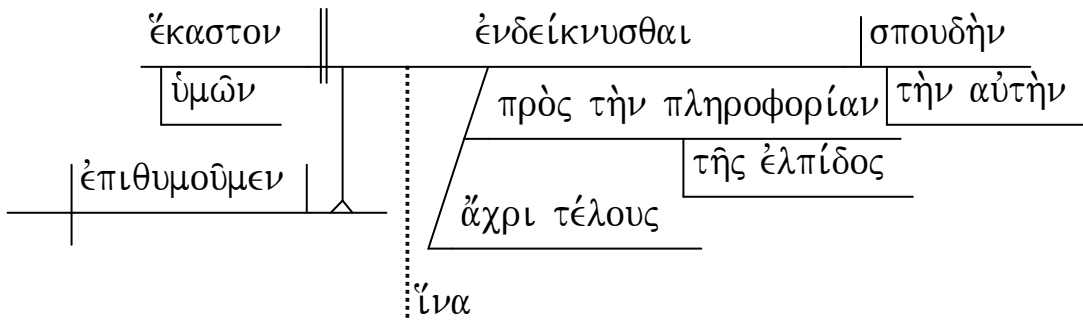 ἕκαστον ἐνδείκνυσθαι σπουδὴν
ὑμῶν πρὸς τὴν πληροφορίαν τὴν αὐτὴν
ἐπιθυμοῦμεν τῆς ἐλπίδος
ἄχρι τέλους
ἵνα